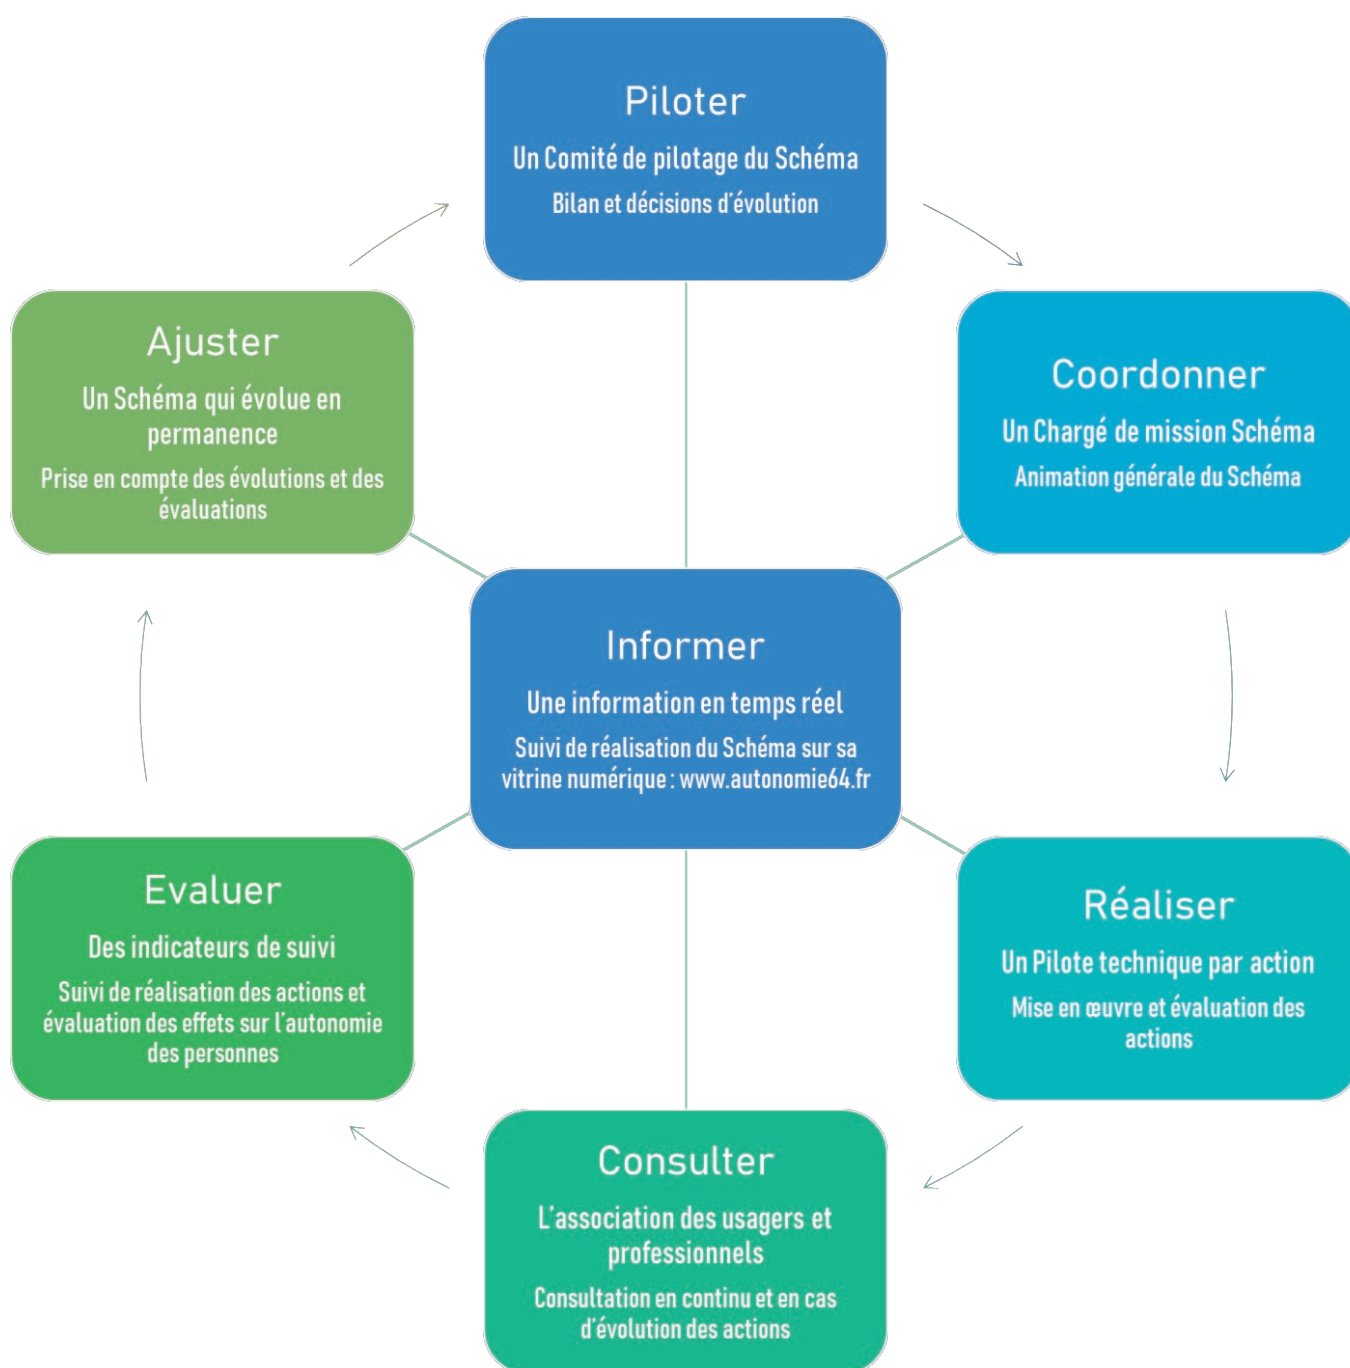 Piloter
Un Comité de pilotage du Schéma
Bilan et décisions d'évolution
Coordonner
Un Chargé de mission Schéma
Animation générale du Schéma
Réaliser
Un Pilote technique par action
Mise en œuvre et évaluation des
actions
Consulter
L'association des usagers et
professionnels
Consultation en continu et en cas
d'évolution des actions
Evaluer
Des indicateurs de suivi
Suivi de réalisation des actions et
évaluation des effets sur l'autonomie
des personnes
Ajuster
Un Schéma qui évolue en
permanence
Prise en compte des évolutions et des
évaluations
Informer
Une information en temps réel
Suivi de réalisation du Schéma sur sa
vitrine numérique : www.autonomie64.fr